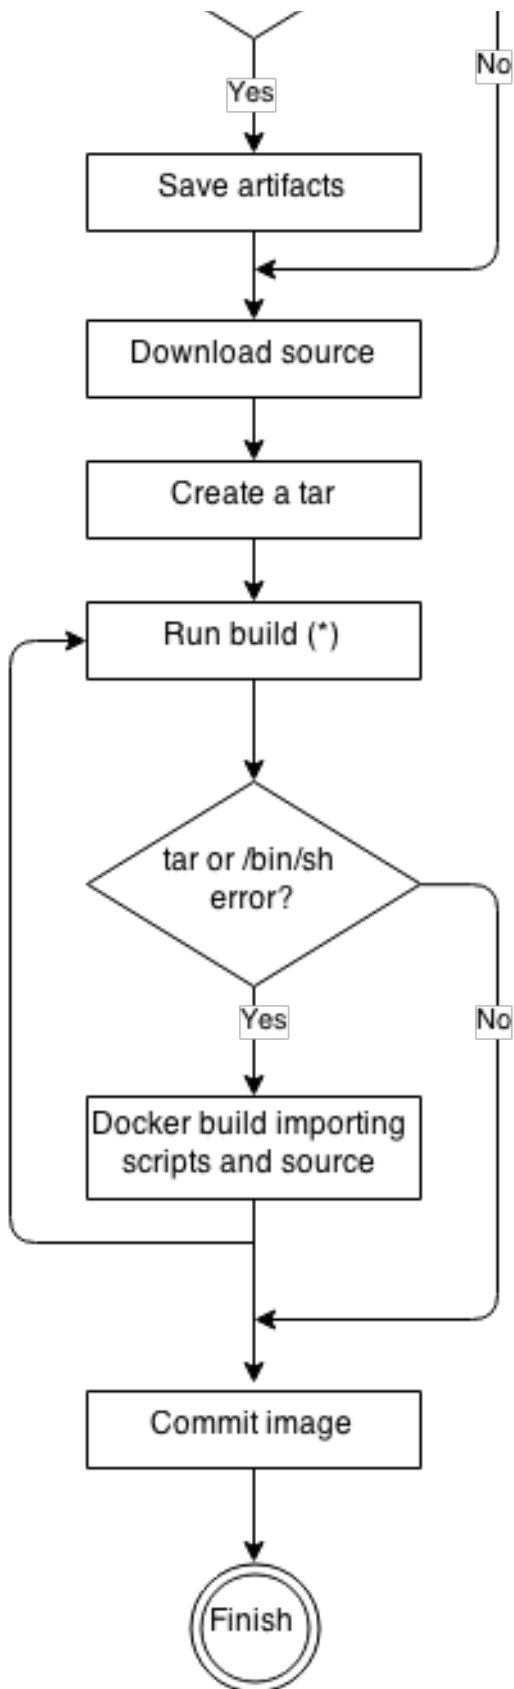 Yes
No
Save artifacts
Download source
Create a tar
Run build (*)
tar or /bin/sh
error?
Yes
No
Docker build importing
scripts and source
Commit image
Finish